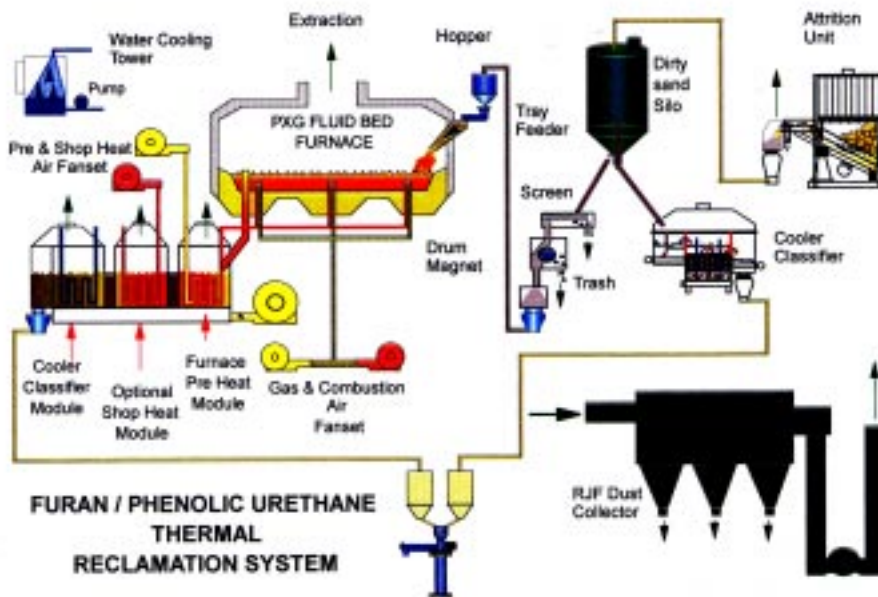 Extraction
Water Cooling
Tower
Pump
Hopper
Attrition
Unit
Dirty
sand
Silo
PXG FLUID BED
FURNACE
Tray
Feeder
Pre & Shop Heat
Air Fanset
Screen
Drum
Magnet
Trash
Cooler
Classifier
Cooler
Classifier
Module
Optional
Shop Heat
Module
Furnace
Pre Heat
Module
Gas & Combustion
Air
Fanset
RJF Dust
Collector
FURAN / PHENOLIC URETHANE
THERMAL
RECLAMATION SYSTEM